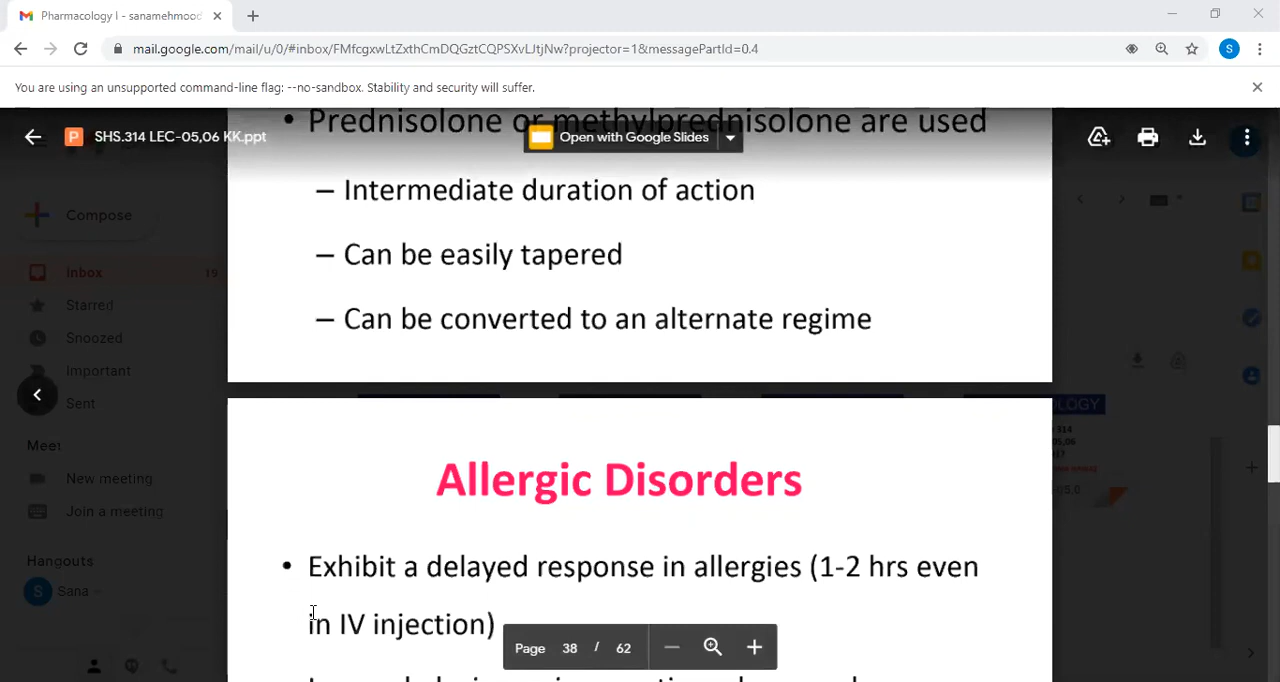 Pharmacology I - sanamehmood
mail.google.com/mail/u/0/#inbox/FMfcgxwLtZxthCmDQGztCQPSXvLJtjNw?projector=1&messagePartId=0.4
S
You are using an unsupported command-line flag: --no-sandbox. Stability and security will suffer.
• Prednisolone or methylprednisolone are used
P SHS.314 LEC-05,06 KK.ppt
Open with Google Slides
– Intermediate duration of action
– Can be easily tapered
– Can be converted to an alternate regime
Compose
Inbox 19
Starred
Snoozed
Important
Sent
Meet
New meeting
Join a meeting
Hangouts
S Sana
OLOGY
314
05,06
Allergic Disorders
• Exhibit a delayed response in allergies (1-2 hrs even
in IV injection)
Page 38 / 62